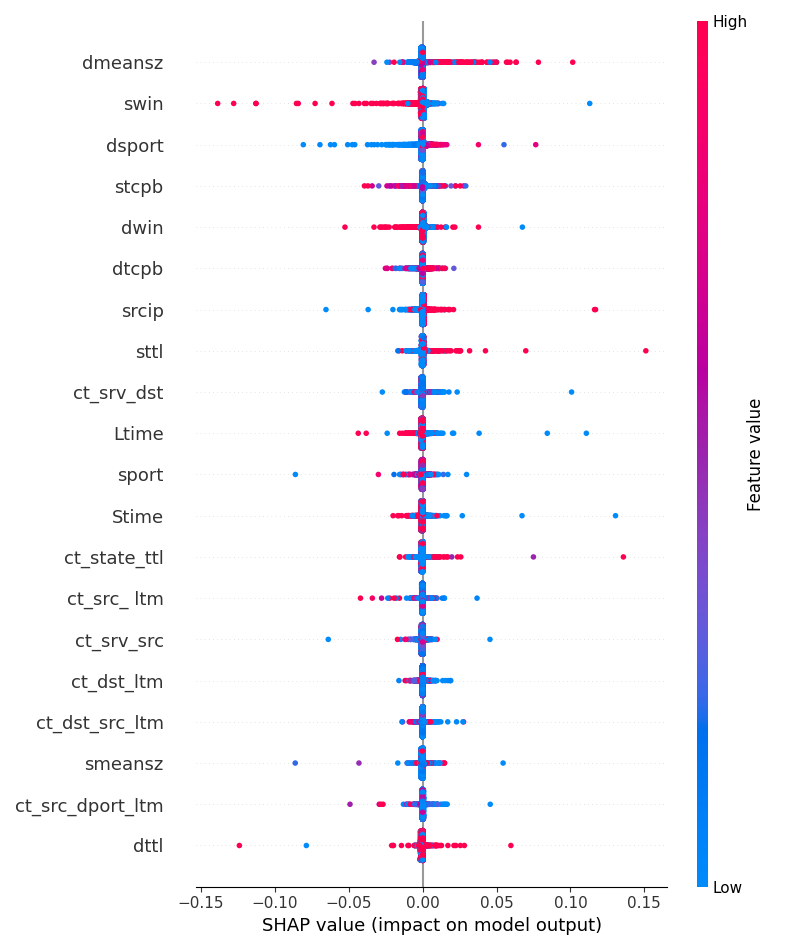 High
dmeansz
swin
dsport
stcpb
dwin
dtcpb
srcip
sttl
ct_srv_dst
Ltime
sport
Stime
ct_state_ttl
ct_src_ ltm
ct_srv_src
ct_dst_ltm
ct_dst_src_ltm
smeansz
ct_src_dport_ltm
dttl
Feature value
Low
−0.15 −0.10 −0.05 0.00 0.05 0.10 0.15
SHAP value (impact on model output)